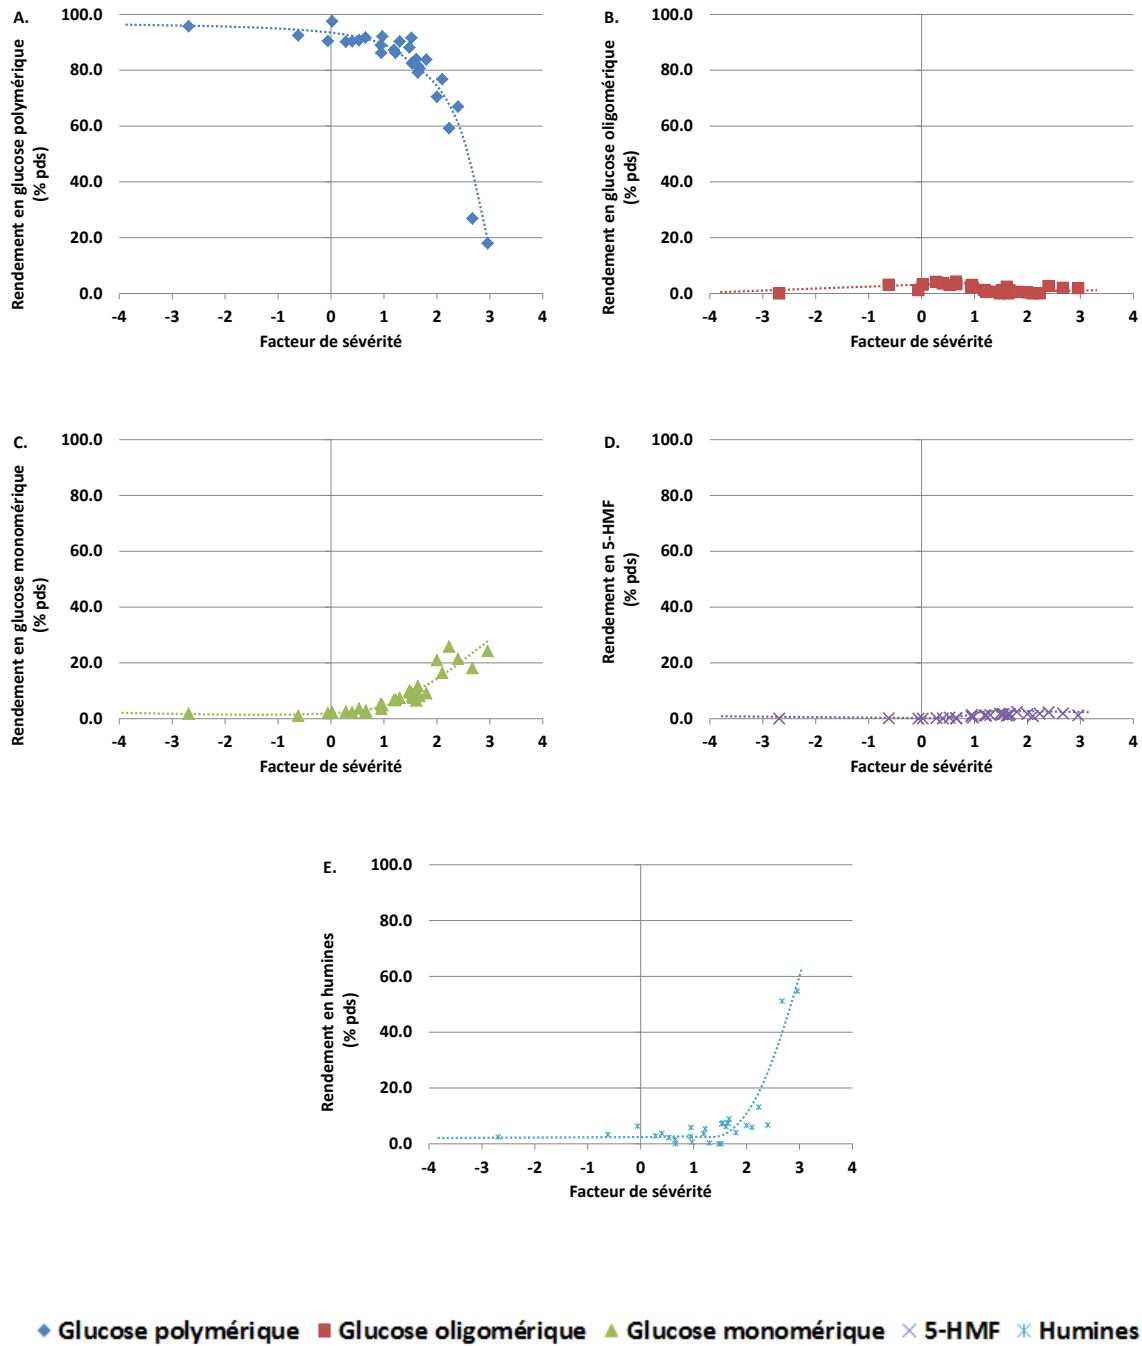 A.
Rendement en glucose polymérique
(% pds)
100.0
80.0
60.0
40.0
20.0
0.0
-4 -3 -2 -1 0 1 2 3 4
Facteur de sévérité
B.
Rendement en glucose oligomérique
(% pds)
100.0
80.0
60.0
40.0
20.0
0.0
-4 -3 -2 -1 0 1 2 3 4
Facteur de sévérité
C.
Rendement en glucose monomérique
(% pds)
100.0
80.0
60.0
40.0
20.0
0.0
-4 -3 -2 -1 0 1 2 3 4
Facteur de sévérité
D.
Rendement en 5-HMF
(% pds)
100.0
80.0
60.0
40.0
20.0
0.0
-4 -3 -2 -1 0 1 2 3 4
Facteur de sévérité
E.
Rendement en humines
(% pds)
100.0
80.0
60.0
40.0
20.0
0.0
-4 -3 -2 -1 0 1 2 3 4
Facteur de sévérité
Glucose polymérique Glucose oligomérique Glucose monomérique 5-HMF Humines